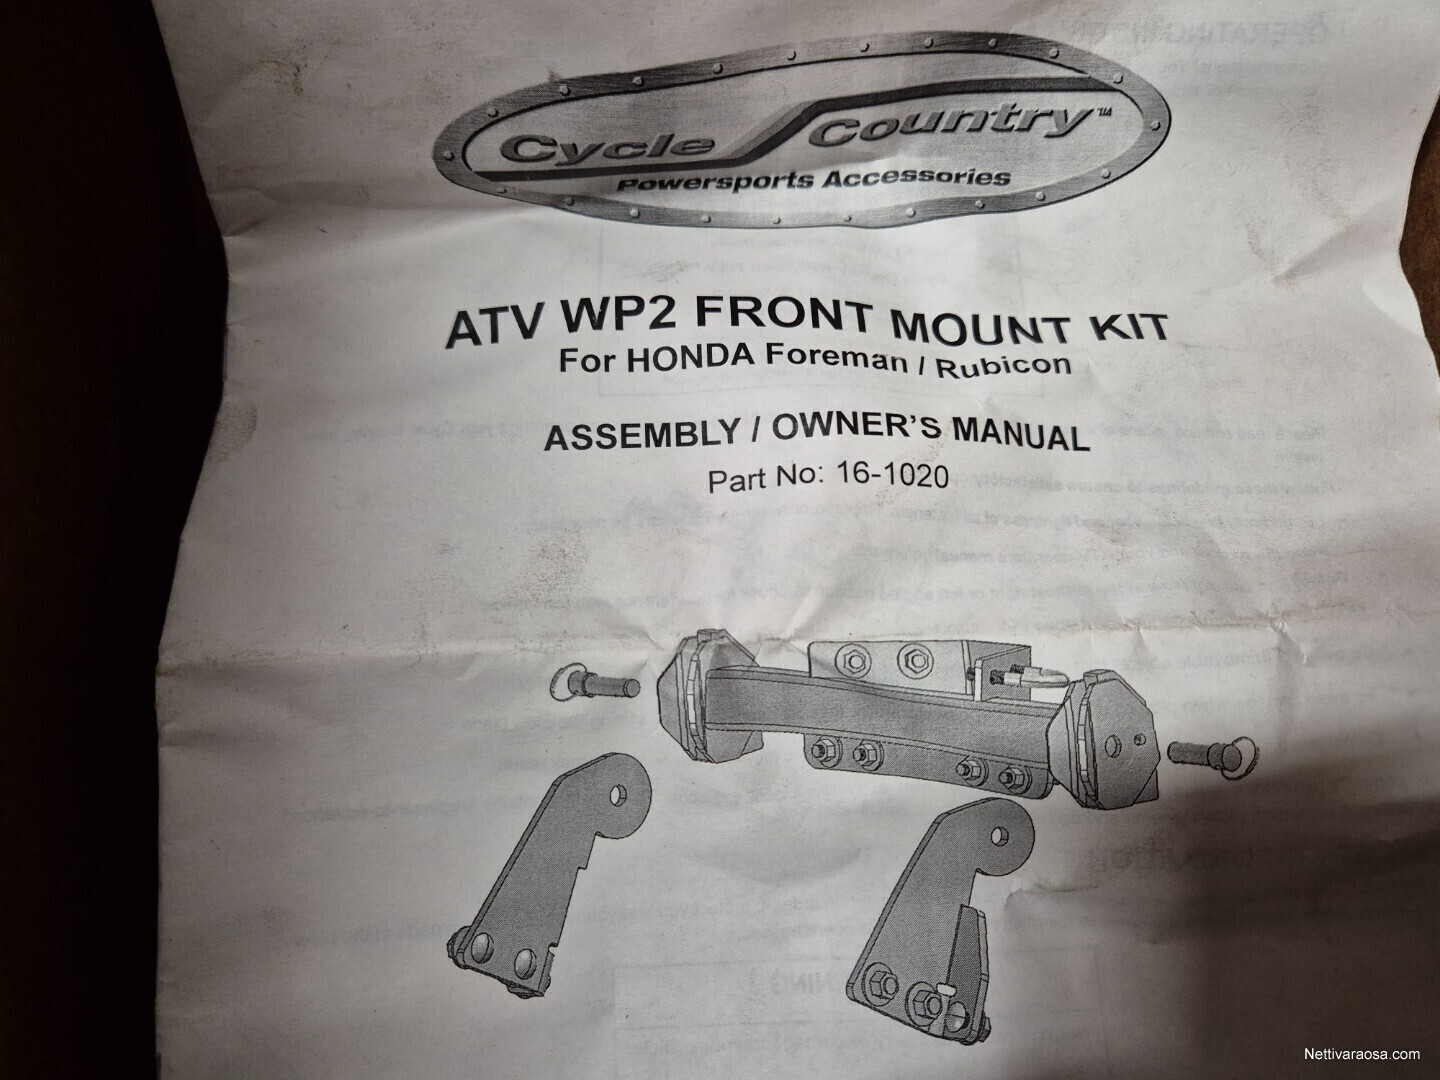 Cycle Country™
Powersports Accessories
ATV WP2 FRONT MOUNT KIT
For HONDA Foreman / Rubicon
ASSEMBLY / OWNER'S MANUAL
Part No: 16-1020
Nettivaraosa.com